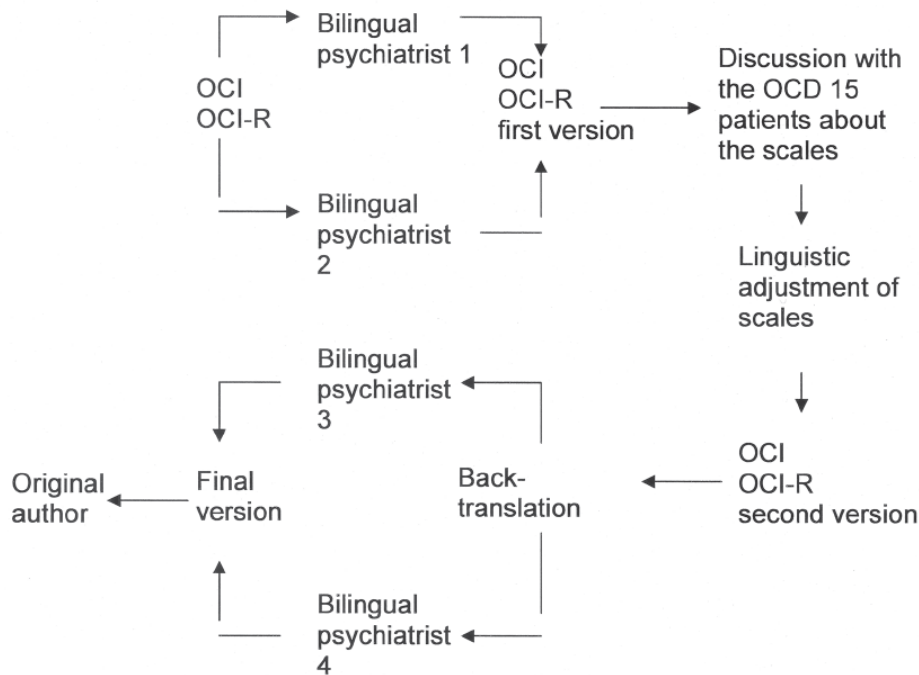 Bilingual
psychiatrist 1
OCI
OCI-R
OCI
OCI-R
first version
Discussion with
the OCD 15
patients about
the scales
Bilingual
psychiatrist
2
Linguistic
adjustment of
scales
Bilingual
psychiatrist
3
OCI
OCI-R
second version
Back-
translation
Final
version
Original
author
Bilingual
psychiatrist
4